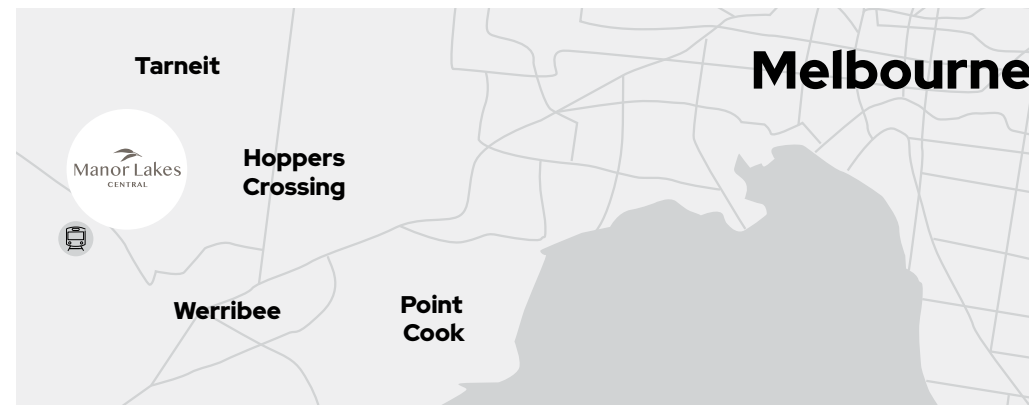 Tarneit
Melbourne
Manor Lakes
CENTRAL
Hoppers
Crossing
Werribee
Point
Cook